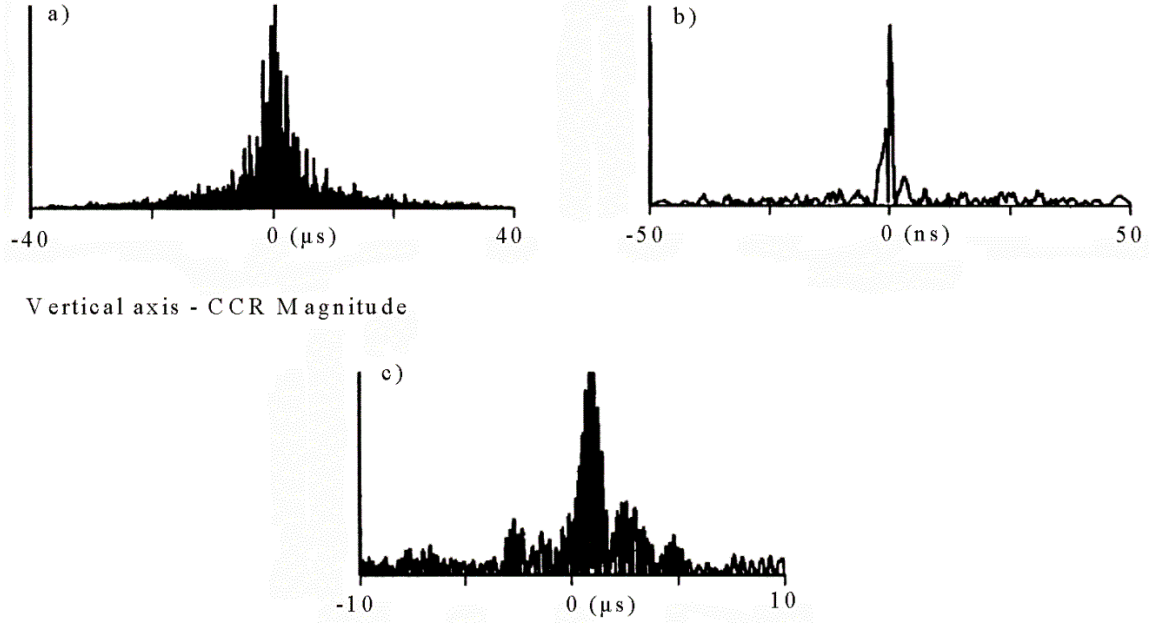 a)
-40 0 (µs) 40
b)
-50 0 (ns) 50
Vertical axis - CCR Magnitude
c)
-10 0 (µs) 10